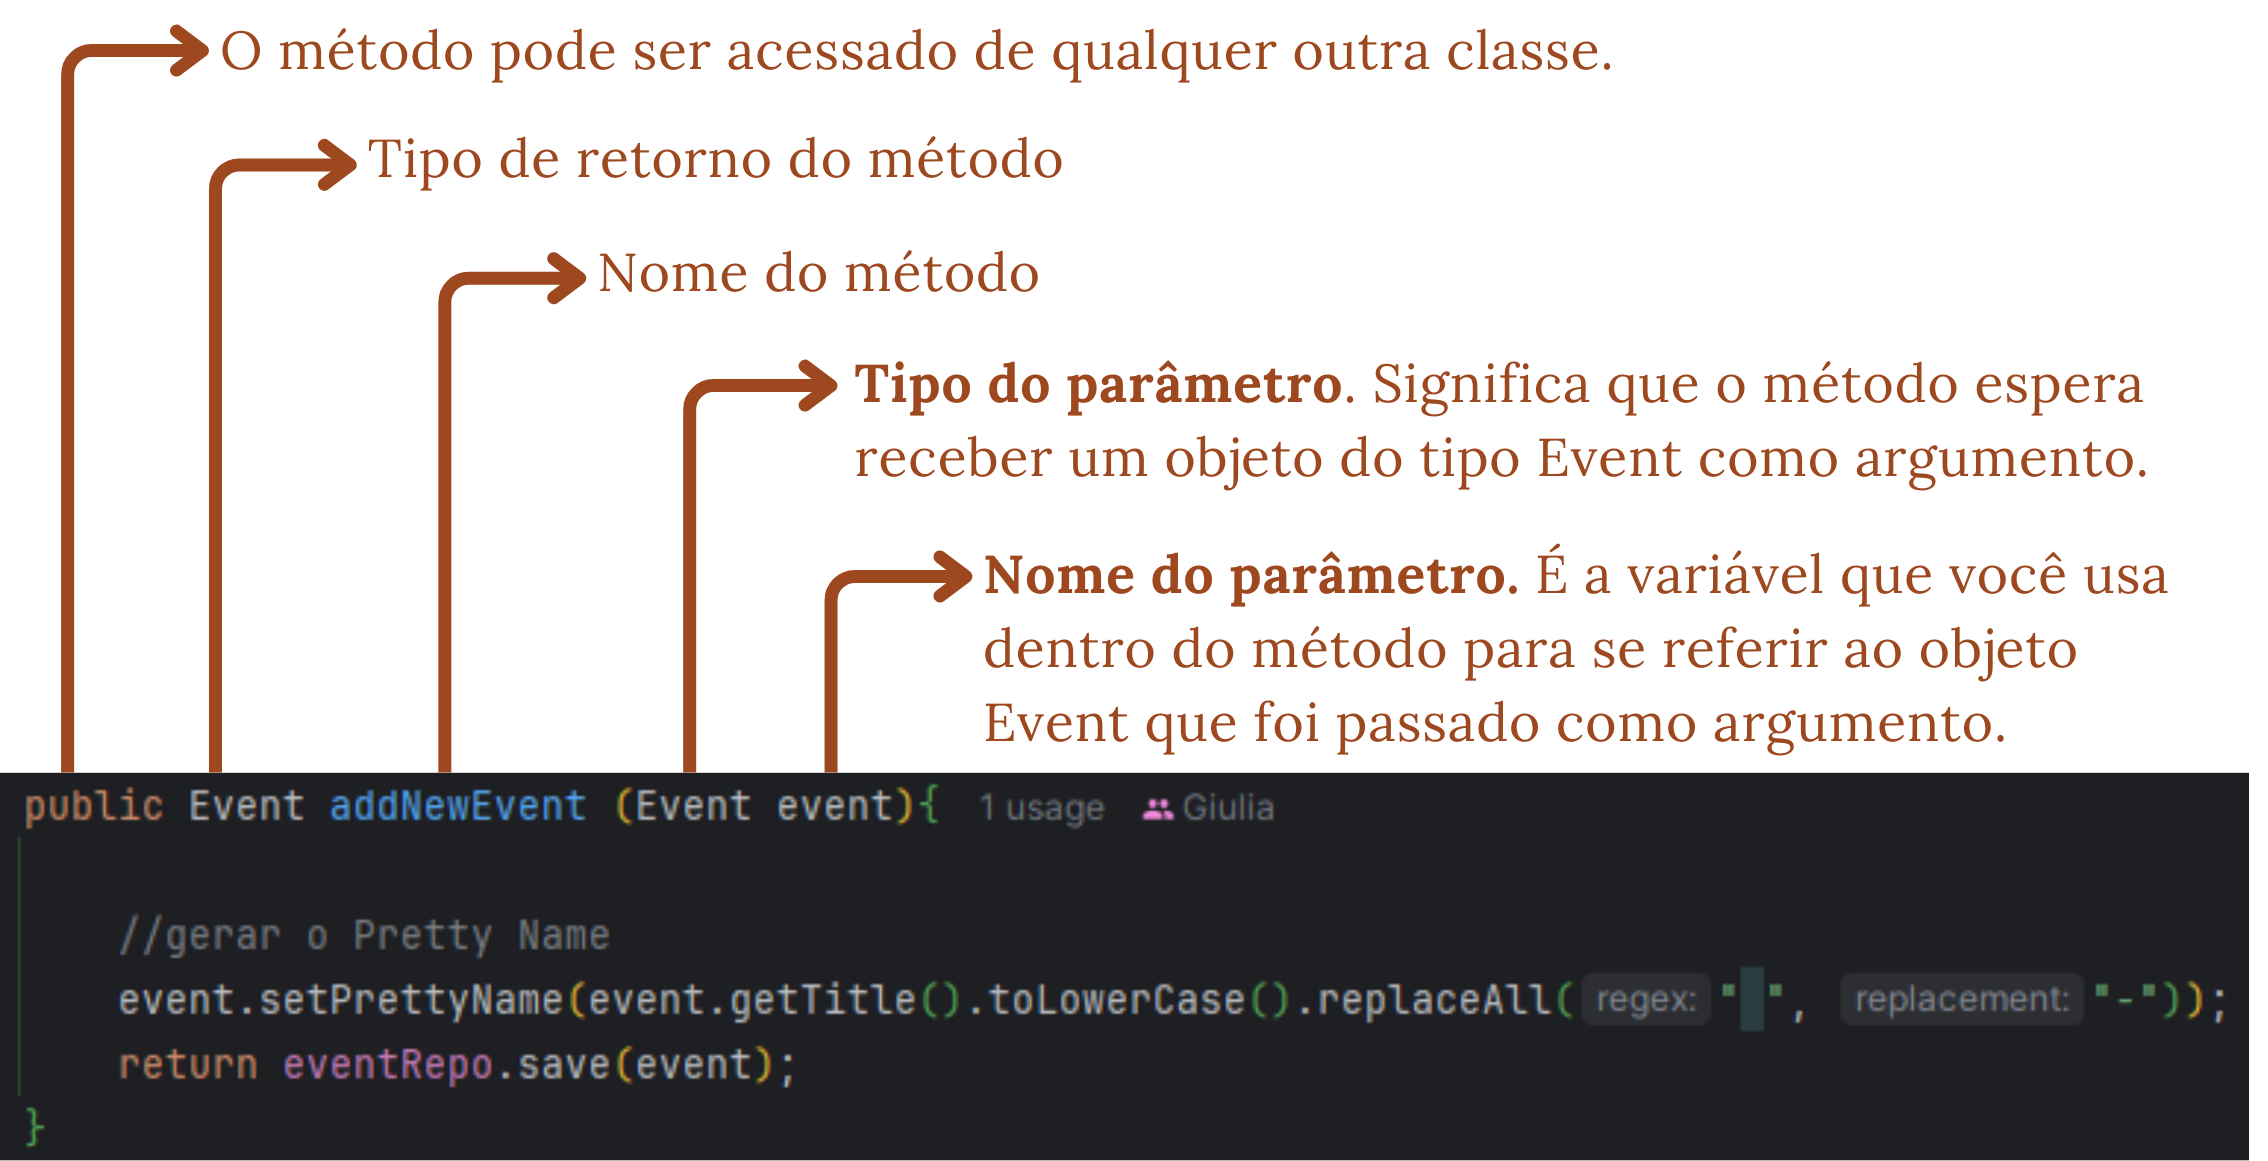 O método pode ser acessado de qualquer outra classe.
Tipo de retorno do método
Nome do método
Tipo do parâmetro. Significa que o método espera
receber um objeto do tipo Event como argumento.
Nome do parâmetro. É a variável que você usa
dentro do método para se referir ao objeto
Event que foi passado como argumento.
public Event addNewEvent (Event event){ 1 usage Giulia
//gerar o Pretty Name
event.setPrettyName(event.getTitle().toLowerCase().replaceAll( regex: " ", replacement: "-"));
return eventRepo.save(event);
}